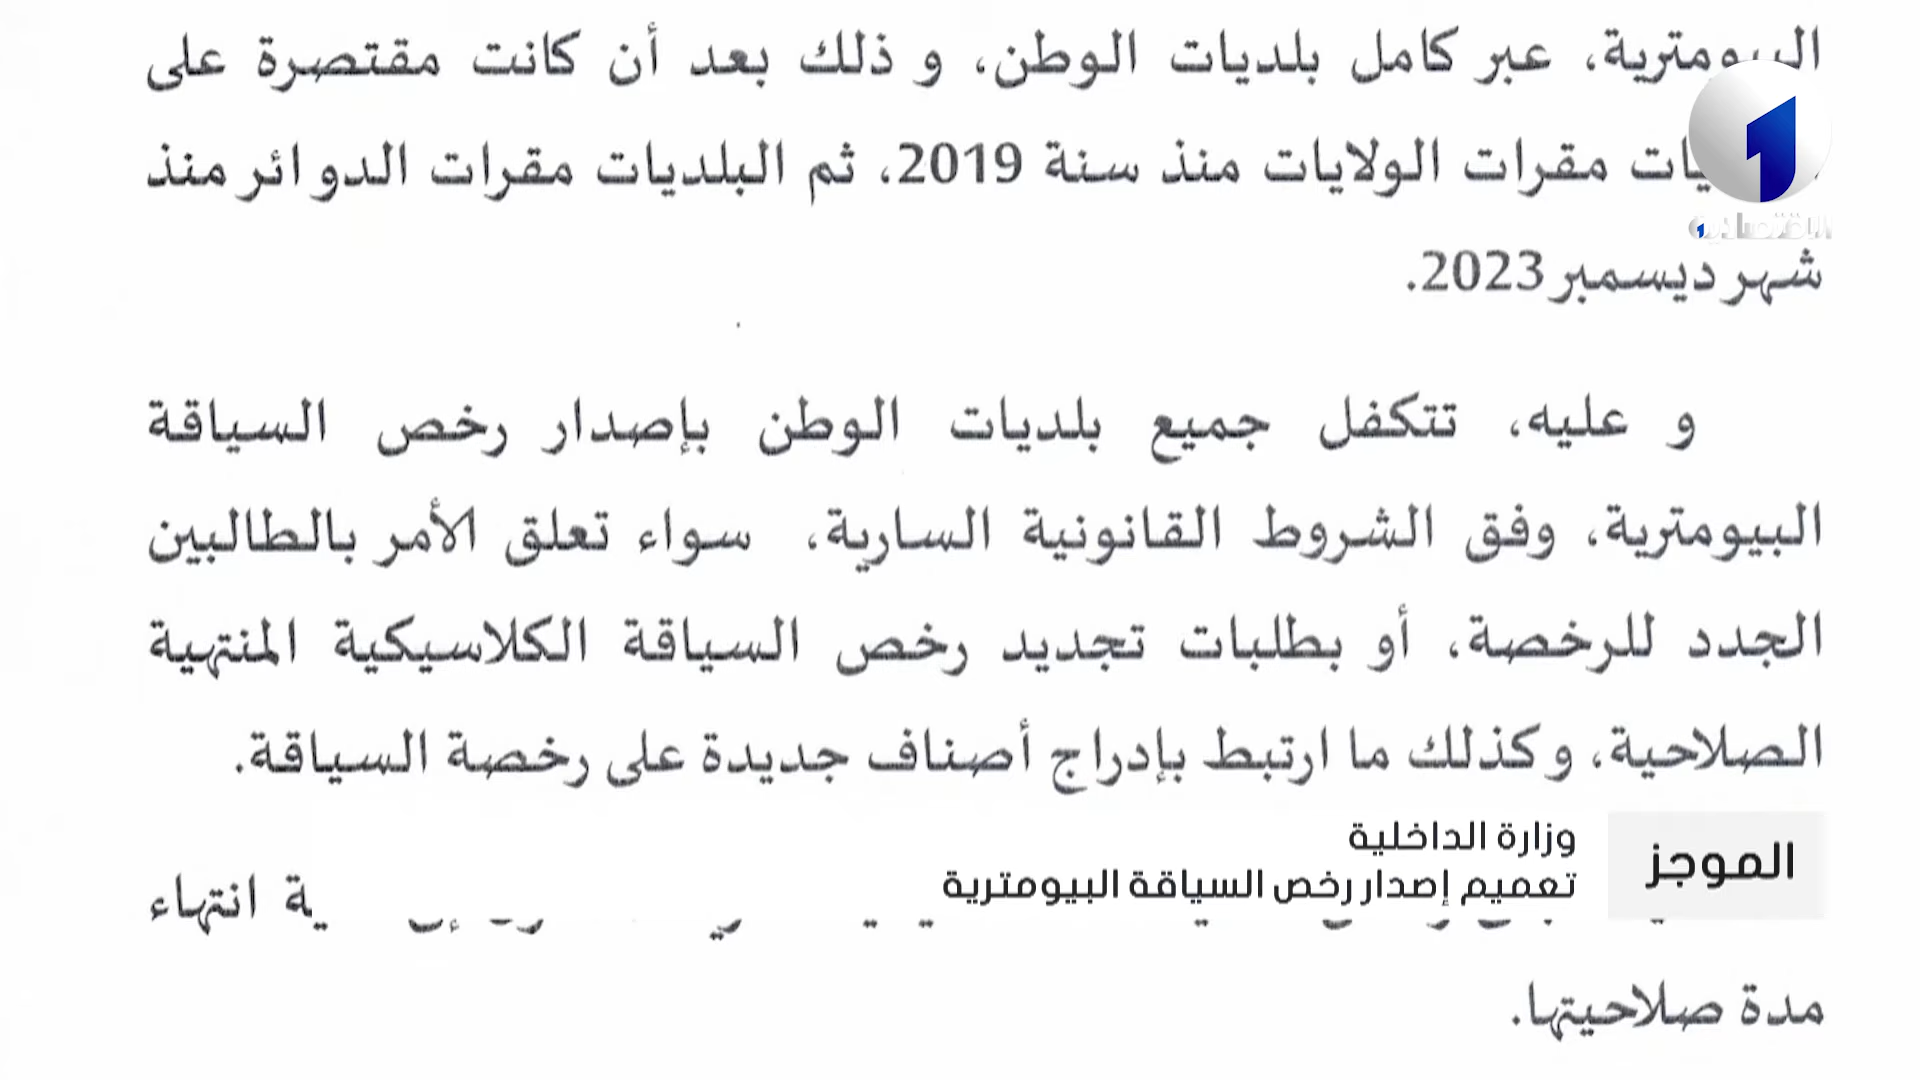 البيومترية، عبر كامل بلديات الوطن، و ذلك بعد أن كانت مقتصرة على
مقرات الولايات منذ سنة 2019، ثم البلديات مقرات الدوائر منذ
شهر ديسمبر 2023.
و عليه، تتكفل جميع بلديات الوطن بإصدار رخص السياقة
البيومترية، وفق الشروط القانونية السارية، سواء تعلق الأمر بالطالبين
الجدد للرخصة، أو بطلبات تجديد رخص السياقة الكلاسيكية المنتهية
الصلاحية، وكذلك ما ارتبط بإدراج أصناف جديدة على رخصة السياقة.
انتهاء
مدة صلاحيتها.
الاقتصادية
الموجز
وزارة الداخلية
تعميم إصدار رخص السياقة البيومترية